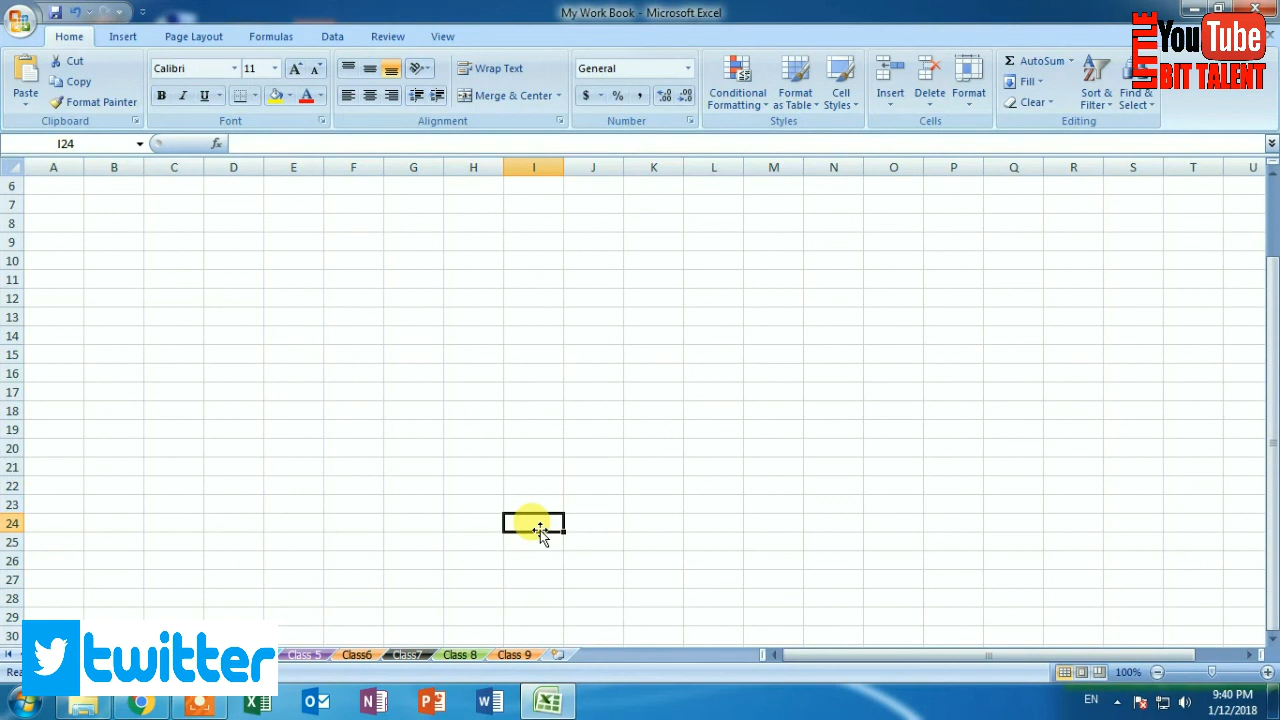 My Work Book - Microsoft Excel
Home Insert Page Layout Formulas Data Review View
LITTLE
YouTube
BIT TALENT
Paste
Cut
Copy
Format Painter
Clipboard
Calibri 11
B I U
Font
Wrap Text
Merge & Center
Alignment
General
$ % ,
Number
Conditional Formatting
Format as Table
Cell Styles
Styles
Insert Delete Format
Cells
Σ AutoSum
Fill
Clear
Sort & Filter
Find & Select
Editing
I24 fx
A B C D E F G H I J K L M N O P Q R S T U
6
7
8
9
10
11
12
13
14
15
16
17
18
19
20
21
22
23
24
25
26
27
28
29
30
twitter
Class 5 Class6 Class7 Class 8 Class 9
100%
EN
9:40 PM
1/12/2018